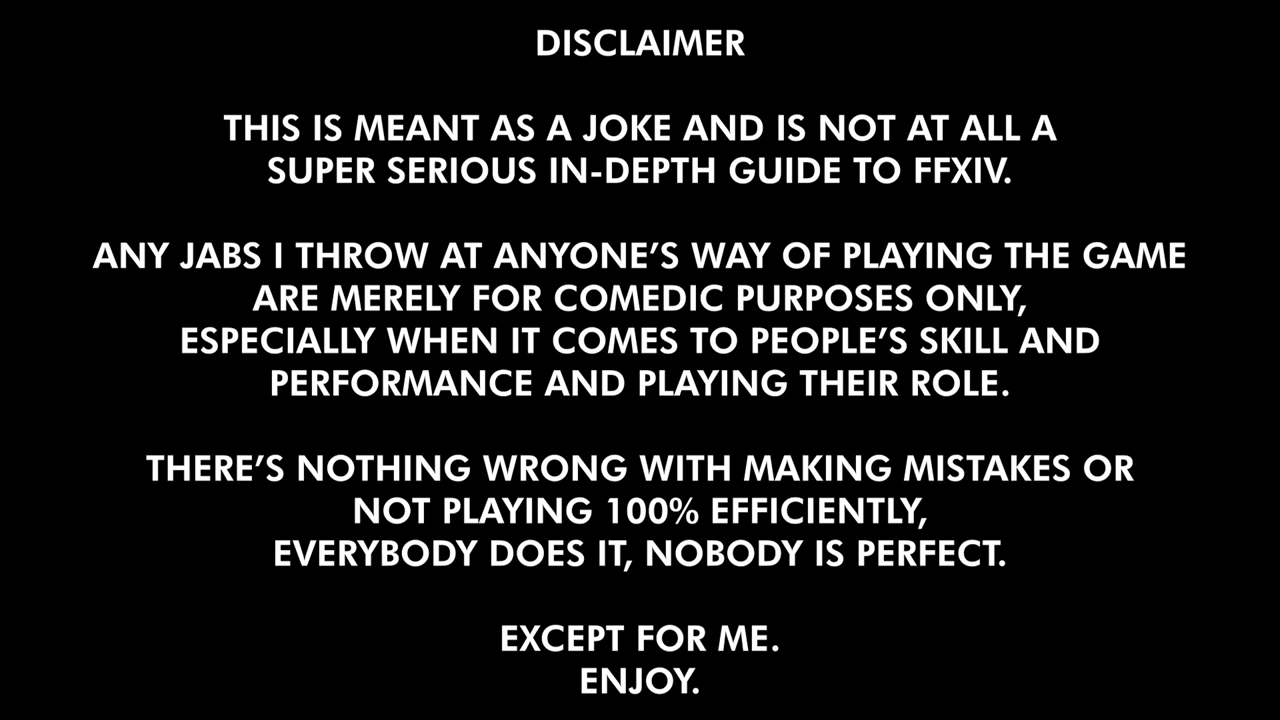 DISCLAIMER
THIS IS MEANT AS A JOKE AND IS NOT AT ALL A
SUPER SERIOUS IN-DEPTH GUIDE TO FFXIV.
ANY JABS I THROW AT ANYONE’S WAY OF PLAYING THE GAME
ARE MERELY FOR COMEDIC PURPOSES ONLY,
ESPECIALLY WHEN IT COMES TO PEOPLE’S SKILL AND
PERFORMANCE AND PLAYING THEIR ROLE.
THERE’S NOTHING WRONG WITH MAKING MISTAKES OR
NOT PLAYING 100% EFFICIENTLY,
EVERYBODY DOES IT, NOBODY IS PERFECT.
EXCEPT FOR ME.
ENJOY.